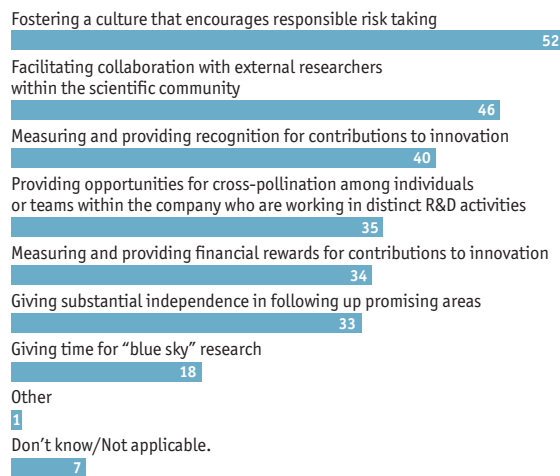 Fostering a culture that encourages responsible risk taking
52
Facilitating collaboration with external researchers
within the scientific community
46
Measuring and providing recognition for contributions to innovation
40
Providing opportunities for cross-pollination among individuals
or teams within the company who are working in distinct R&D activities
35
Measuring and providing financial rewards for contributions to innovation
34
Giving substantial independence in following up promising areas
33
Giving time for “blue sky” research
18
Other
1
Don’t know/Not applicable.
7